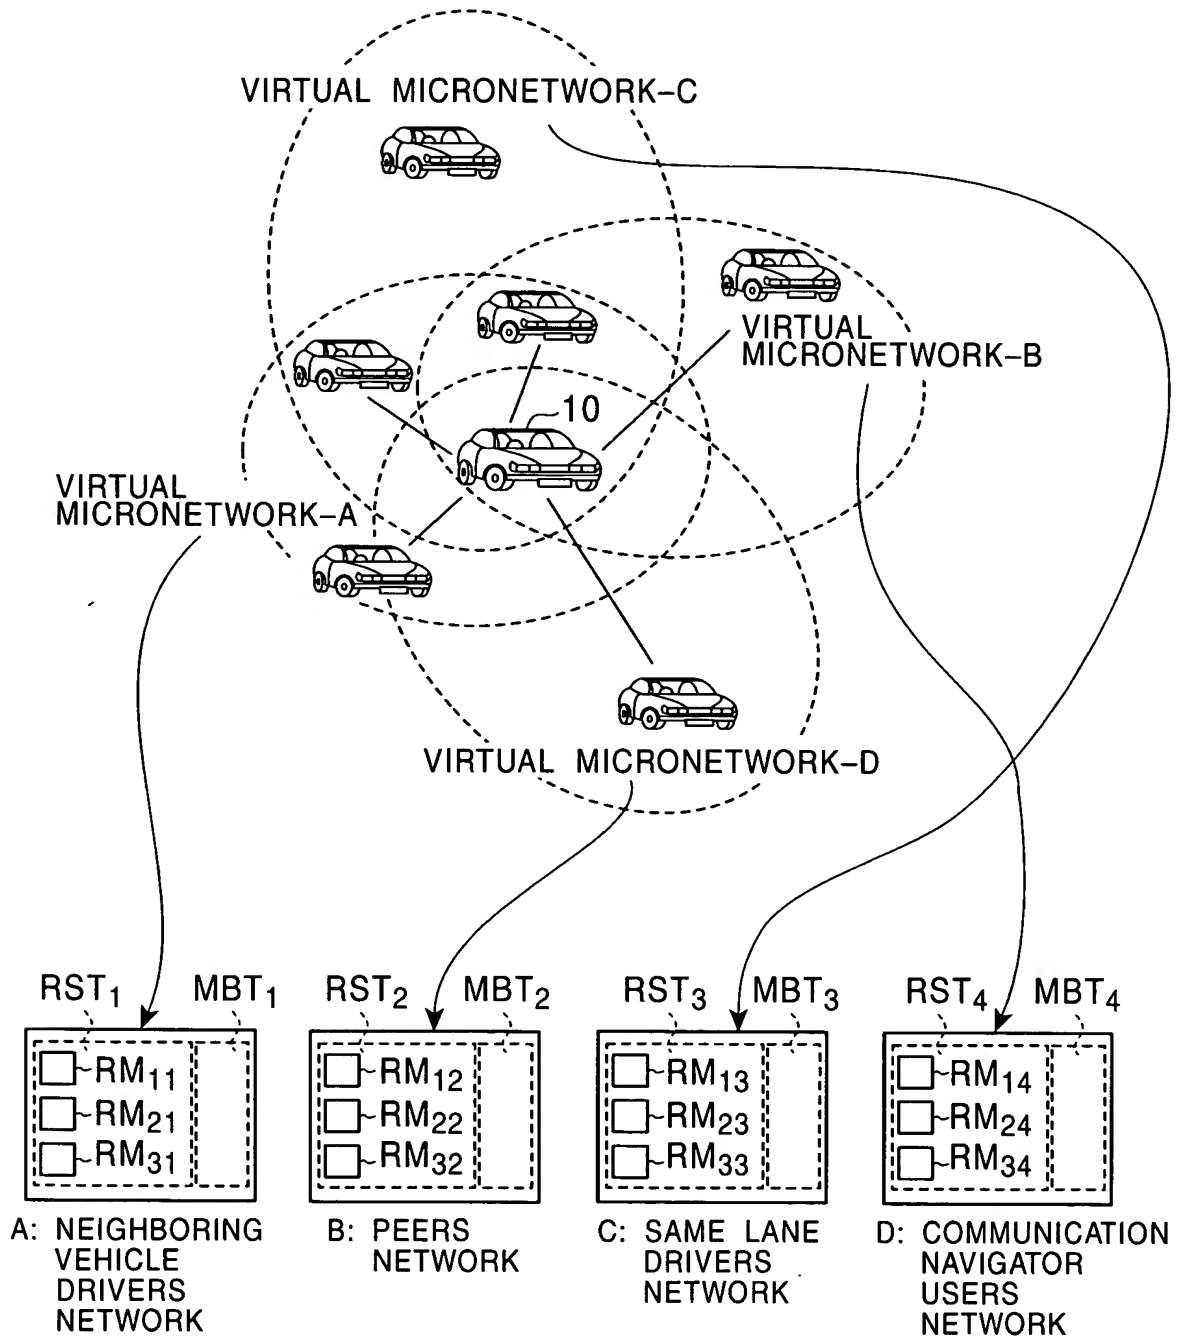 VIRTUAL MICRONETWORK-C
VIRTUAL
MICRONETWORK-B
10
VIRTUAL
MICRONETWORK-A
VIRTUAL MICRONETWORK-D
RST1 MBT1 RST2 MBT2 RST3 MBT3 RST4 MBT4
RM11 RM12 RM13 RM14
RM21 RM22 RM23 RM24
RM31 RM32 RM33 RM34
A: NEIGHBORING
VEHICLE
DRIVERS
NETWORK
B: PEERS
NETWORK
C: SAME LANE
DRIVERS
NETWORK
D: COMMUNICATION
NAVIGATOR
USERS
NETWORK